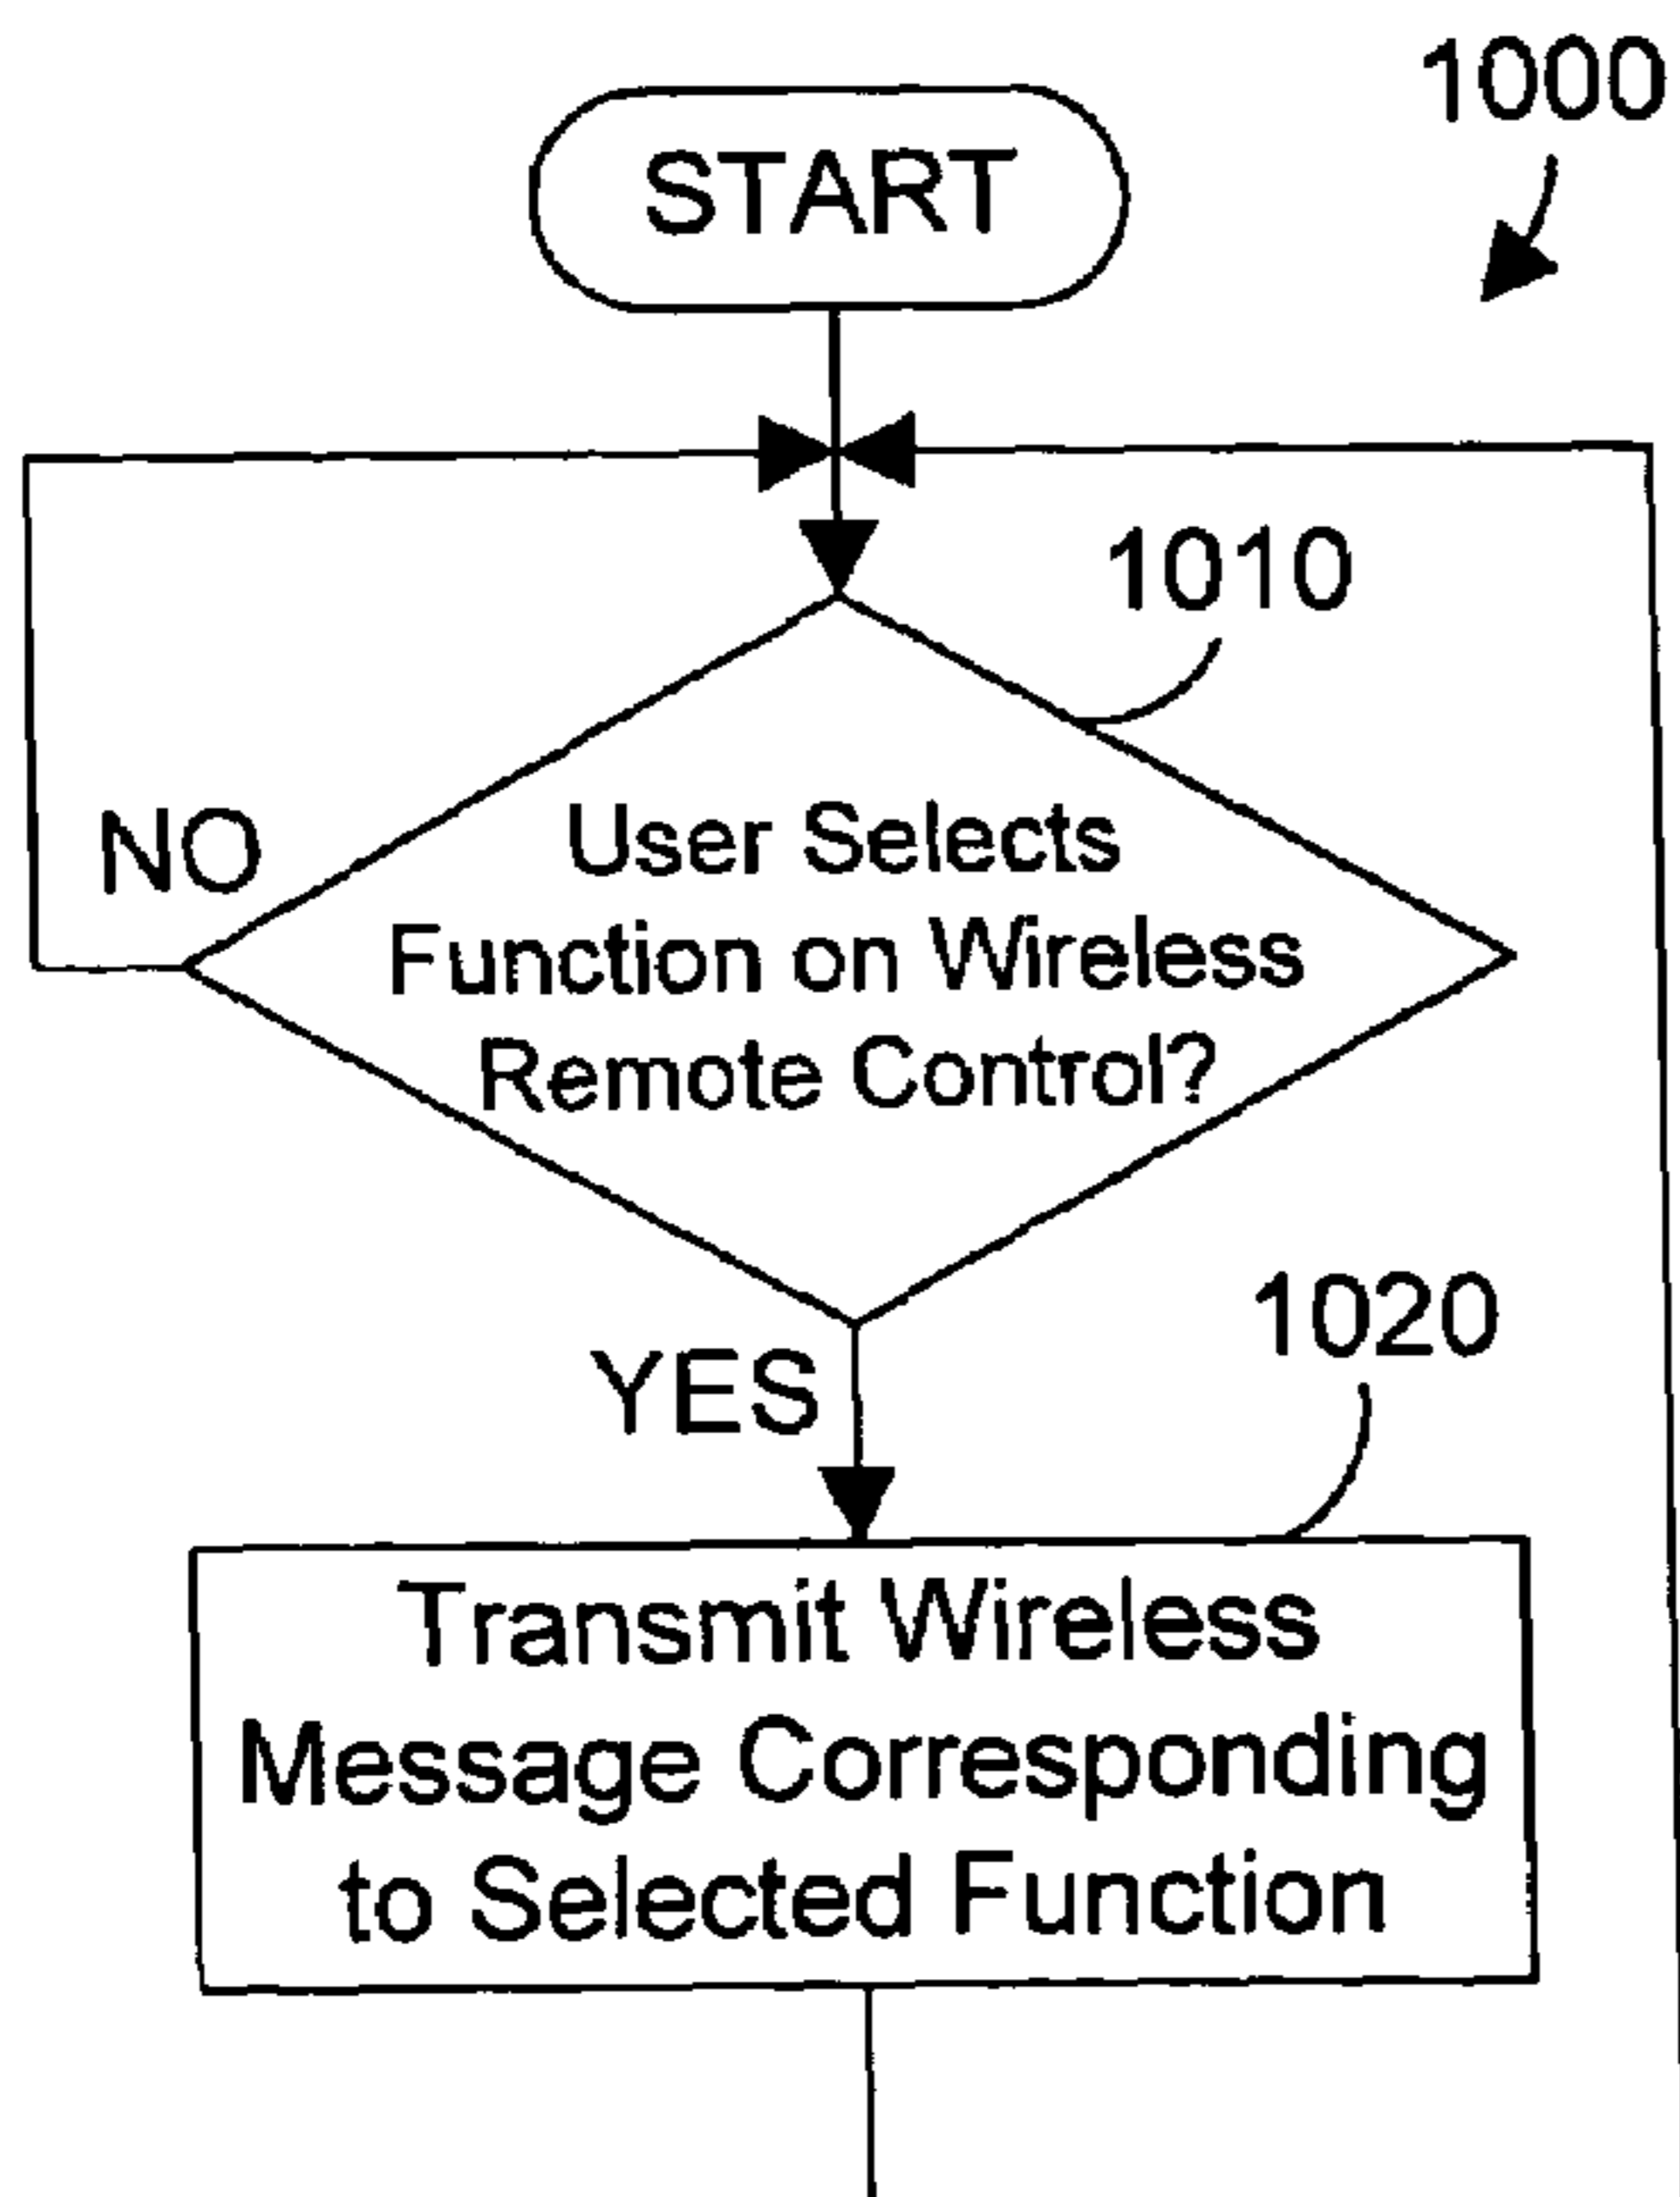 1000
START
1010
NO
User Selects
Function on Wireless
Remote Control?
1020
YES
Transmit Wireless
Message Corresponding
to Selected Function